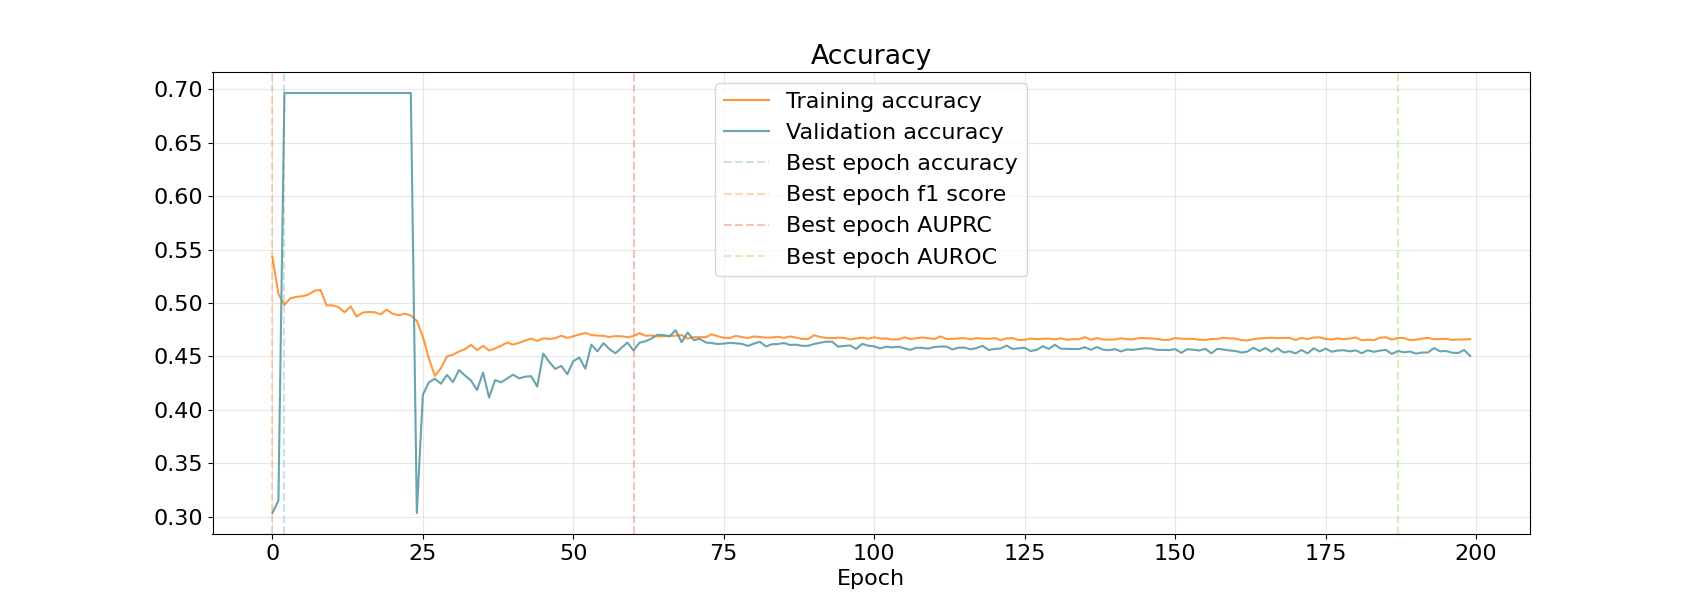 Accuracy
0.70
0.65
0.60
0.55
0.50
0.45
0.40
0.35
0.30
Training accuracy
Validation accuracy
Best epoch accuracy
Best epoch f1 score
Best epoch AUPRC
Best epoch AUROC
0 25 50 75 100 125 150 175 200
Epoch